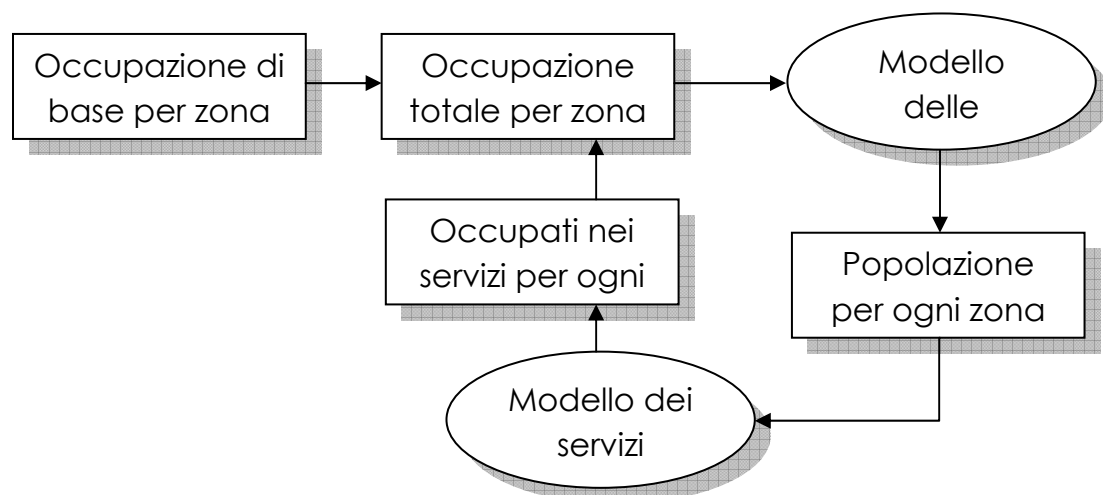 Occupazione di
base per zona
Occupazione
totale per zona
Modello
delle
Occupati nei
servizi per ogni
Popolazione
per ogni zona
Modello dei
servizi